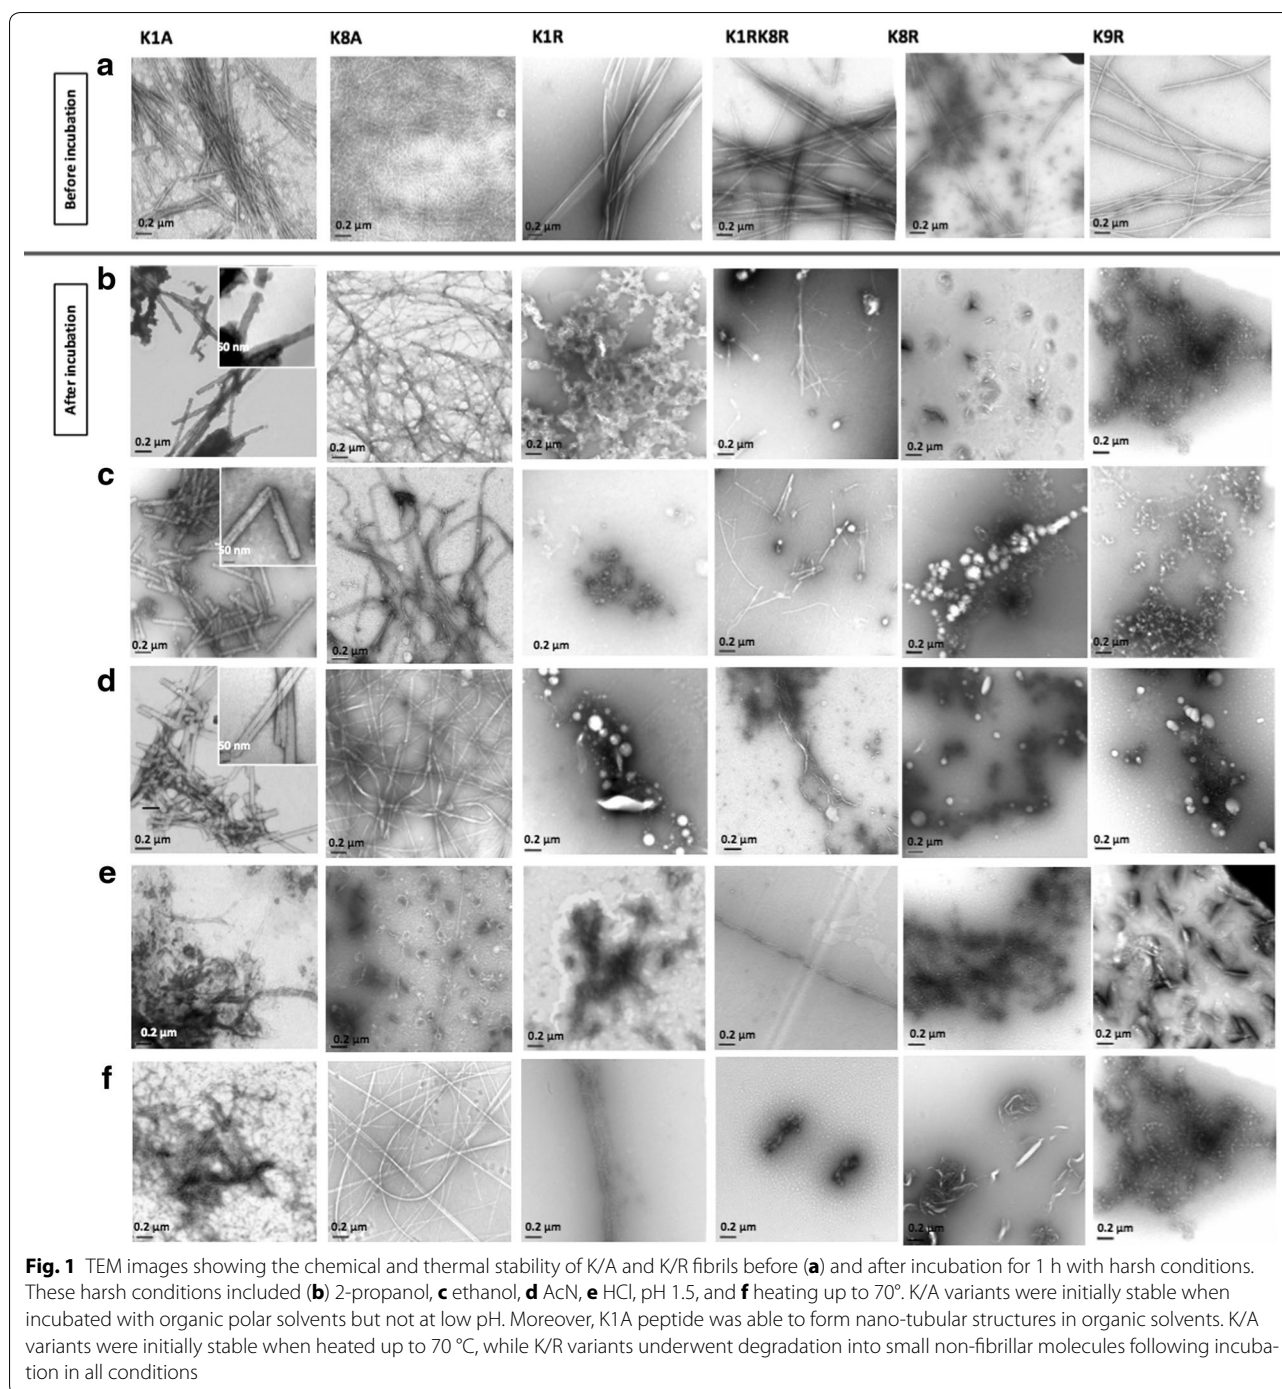 K1A K8A K1R K1RK8R K8R K9R
a
Before incubation
0.2 µm 0.2 µm 0.2 µm 0.2 µm 0.2 µm 0.2 µm
b
After incubation
50 nm
0.2 µm 0.2 µm 0.2 µm 0.2 µm 0.2 µm 0.2 µm
c
50 nm
0.2 µm 0.2 µm 0.2 µm 0.2 µm 0.2 µm 0.2 µm
d
50 nm
0.2 µm 0.2 µm 0.2 µm 0.2 µm 0.2 µm 0.2 µm
e
0.2 µm 0.2 µm 0.2 µm 0.2 µm 0.2 µm 0.2 µm
f
0.2 µm 0.2 µm 0.2 µm 0.2 µm 0.2 µm 0.2 µm
Fig. 1 TEM images showing the chemical and thermal stability of K/A and K/R fibrils before (a) and after incubation for 1 h with harsh conditions.
These harsh conditions included (b) 2-propanol, c ethanol, d AcN, e HCl, pH 1.5, and f heating up to 70°. K/A variants were initially stable when
incubated with organic polar solvents but not at low pH. Moreover, K1A peptide was able to form nano-tubular structures in organic solvents. K/A
variants were initially stable when heated up to 70 °C, while K/R variants underwent degradation into small non-fibrillar molecules following incuba-
tion in all conditions